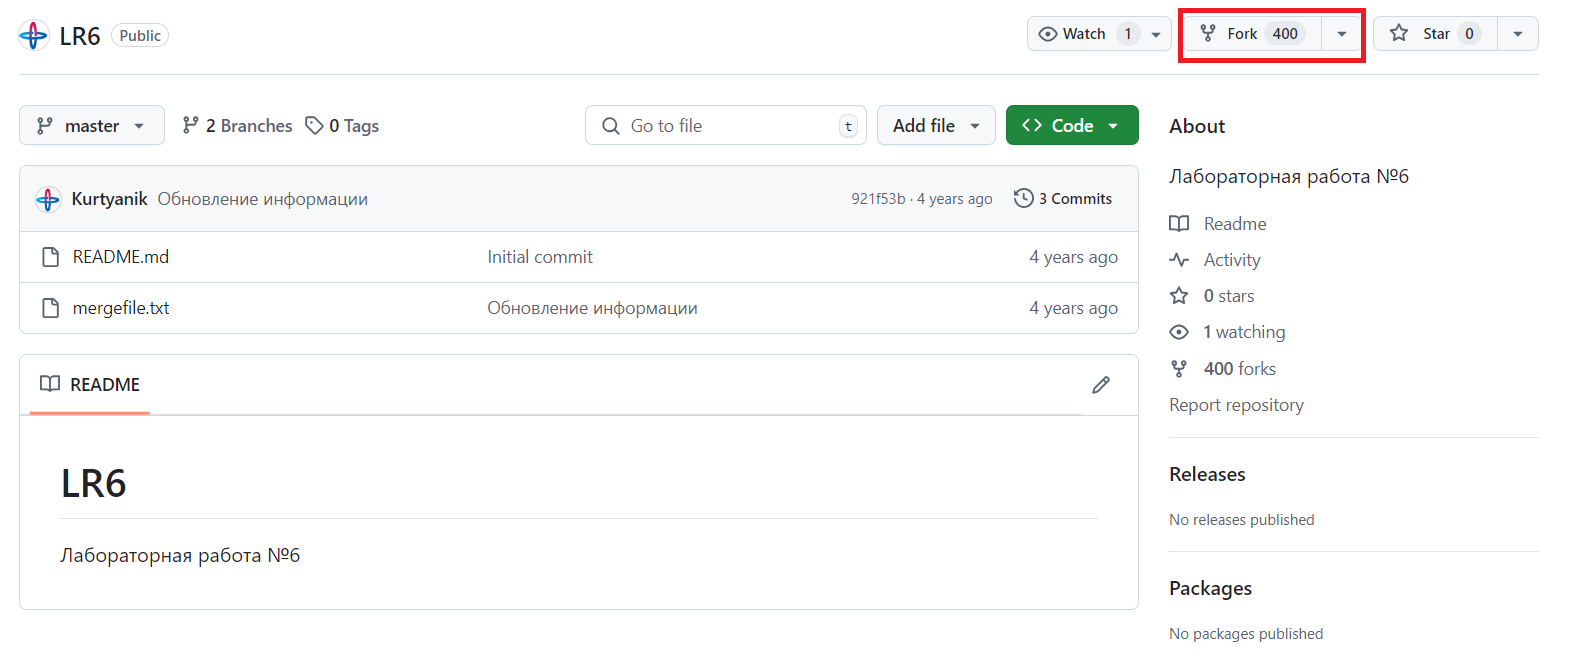 LR6 Public Watch 1 Fork 400 Star 0
master 2 Branches 0 Tags Go to file t Add file Code
Kurtyanik Обновление информации 921f53b · 4 years ago 3 Commits
README.md Initial commit 4 years ago
mergefile.txt Обновление информации 4 years ago
README
LR6
Лабораторная работа №6
About
Лабораторная работа №6
Readme
Activity
0 stars
1 watching
400 forks
Report repository
Releases
No releases published
Packages
No packages published